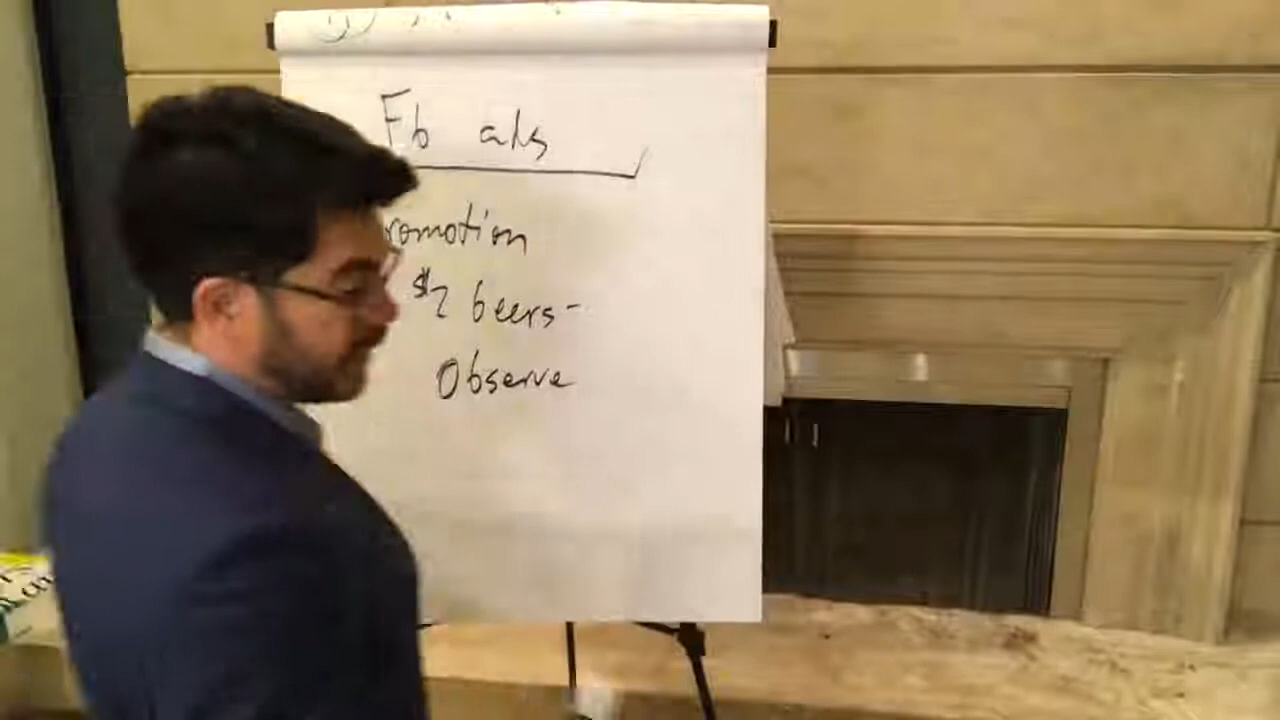 Fb ads
romotion
$2 beers-
Observe